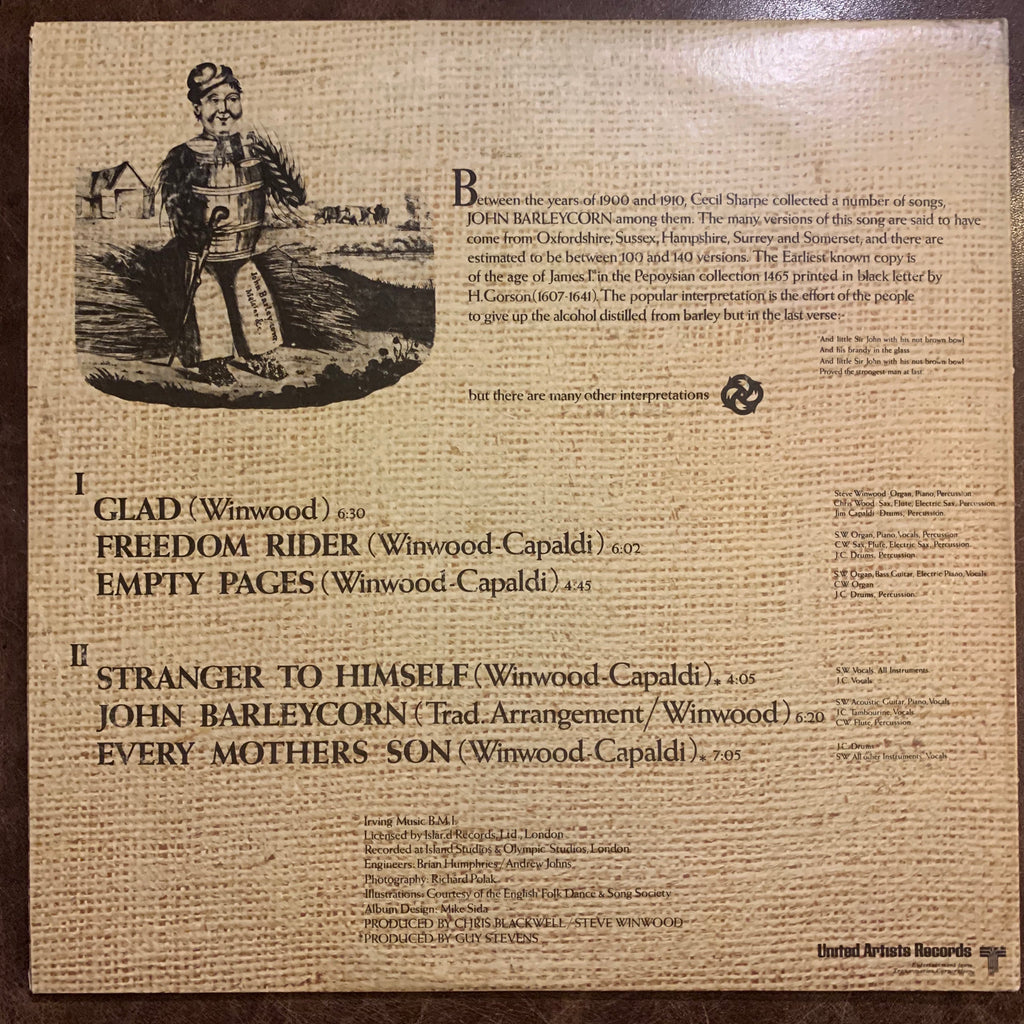 John Barleycorn
Between the years of 1900 and 1910, Cecil Sharpe collected a number of songs,
JOHN BARLEYCORN among them. The many versions of this song are said to have
come from Oxfordshire, Sussex, Hampshire, Surrey and Somerset, and there are
estimated to be between 100 and 140 versions. The Earliest known copy is
of the age of James Ist in the Pepoysian collection 1465 printed in black letter by
H.Gorson(1607-1641). The popular interpretation is the effort of the people
to give up the alcohol distilled from barley but in the last verse:-
And little Sir John with his nut brown bowl
And his brandy in the glass
And little Sir John with his nut brown bowl
Proved the strongest man at last
but there are many other interpretations
I
GLAD (Winwood) 6:30
Steve Winwood Organ, Piano, Percussion
Chris Wood Sax, Flute, Electric Sax, Percussion
Jim Capaldi Drums, Percussion.
FREEDOM RIDER (Winwood-Capaldi) 6:02
S.W. Organ, Piano, Vocals, Percussion
C.W. Sax, Flute, Electric Sax, Percussion.
J.C. Drums, Percussion
EMPTY PAGES (Winwood-Capaldi) 4:45
S.W. Organ, Bass Guitar, Electric Piano, Vocals
C.W. Organ
J.C. Drums, Percussion.
II
STRANGER TO HIMSELF (Winwood-Capaldi)* 4:05
S.W. Vocals, All Instruments
J.C. Vocals
JOHN BARLEYCORN (Trad. Arrangement/Winwood) 6:20
S.W. Acoustic Guitar, Piano, Vocals
J.C. Tambourine, Vocals
C.W. Flute, Percussion
EVERY MOTHERS SON (Winwood-Capaldi)* 7:05
J.C. Drums
S.W. All other Instruments, Vocals
Irving Music B.M.I.
Licensed by Island Records, Ltd., London
Recorded at Island Studios & Olympic Studios, London
Engineers: Brian Humphries/Andrew Johns,
Photography: Richard Polak
Illustrations: Courtesy of the English Folk Dance & Song Society
Album Design: Mike Sida
PRODUCED BY CHRIS BLACKWELL/STEVE WINWOOD
*PRODUCED BY GUY STEVENS
United Artists Records
Entertainment from
Transamerica Corporation